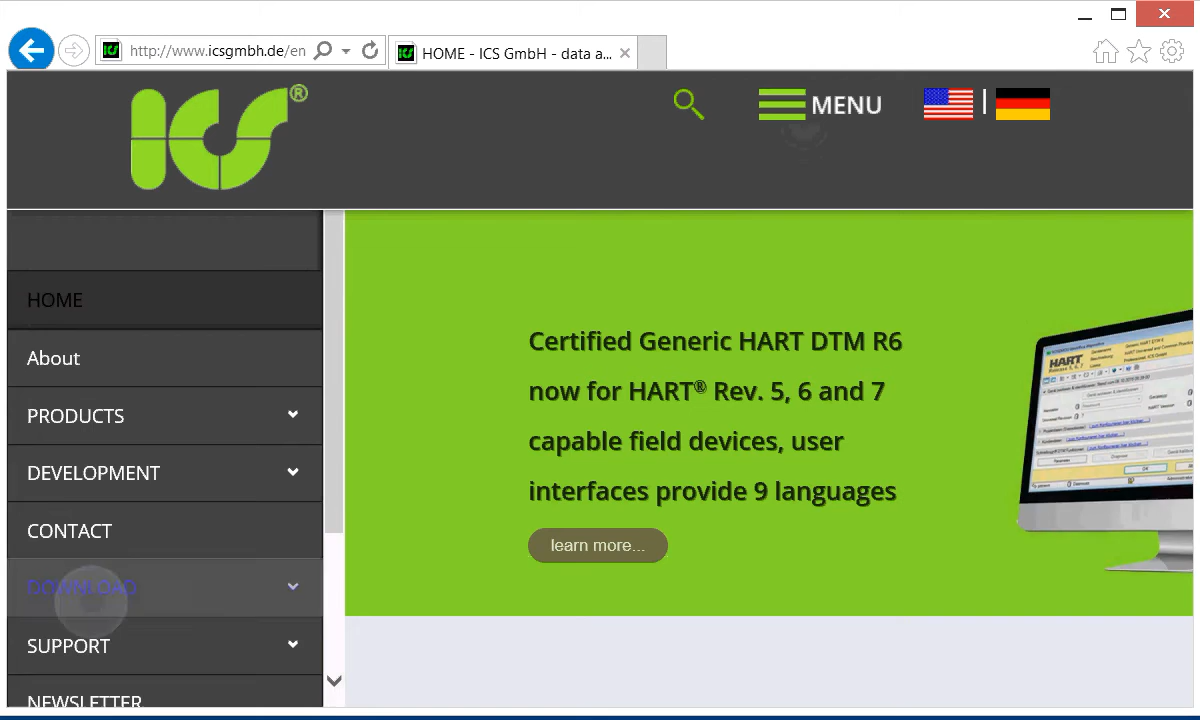 http://www.icsgmbh.de/en
HOME - ICS GmbH - data a...
ICS®
MENU
HOME
About
PRODUCTS
DEVELOPMENT
CONTACT
DOWNLOAD
SUPPORT
NEWSLETTER
Certified Generic HART DTM R6
now for HART® Rev. 5, 6 and 7
capable field devices, user
interfaces provide 9 languages
learn more...
HART